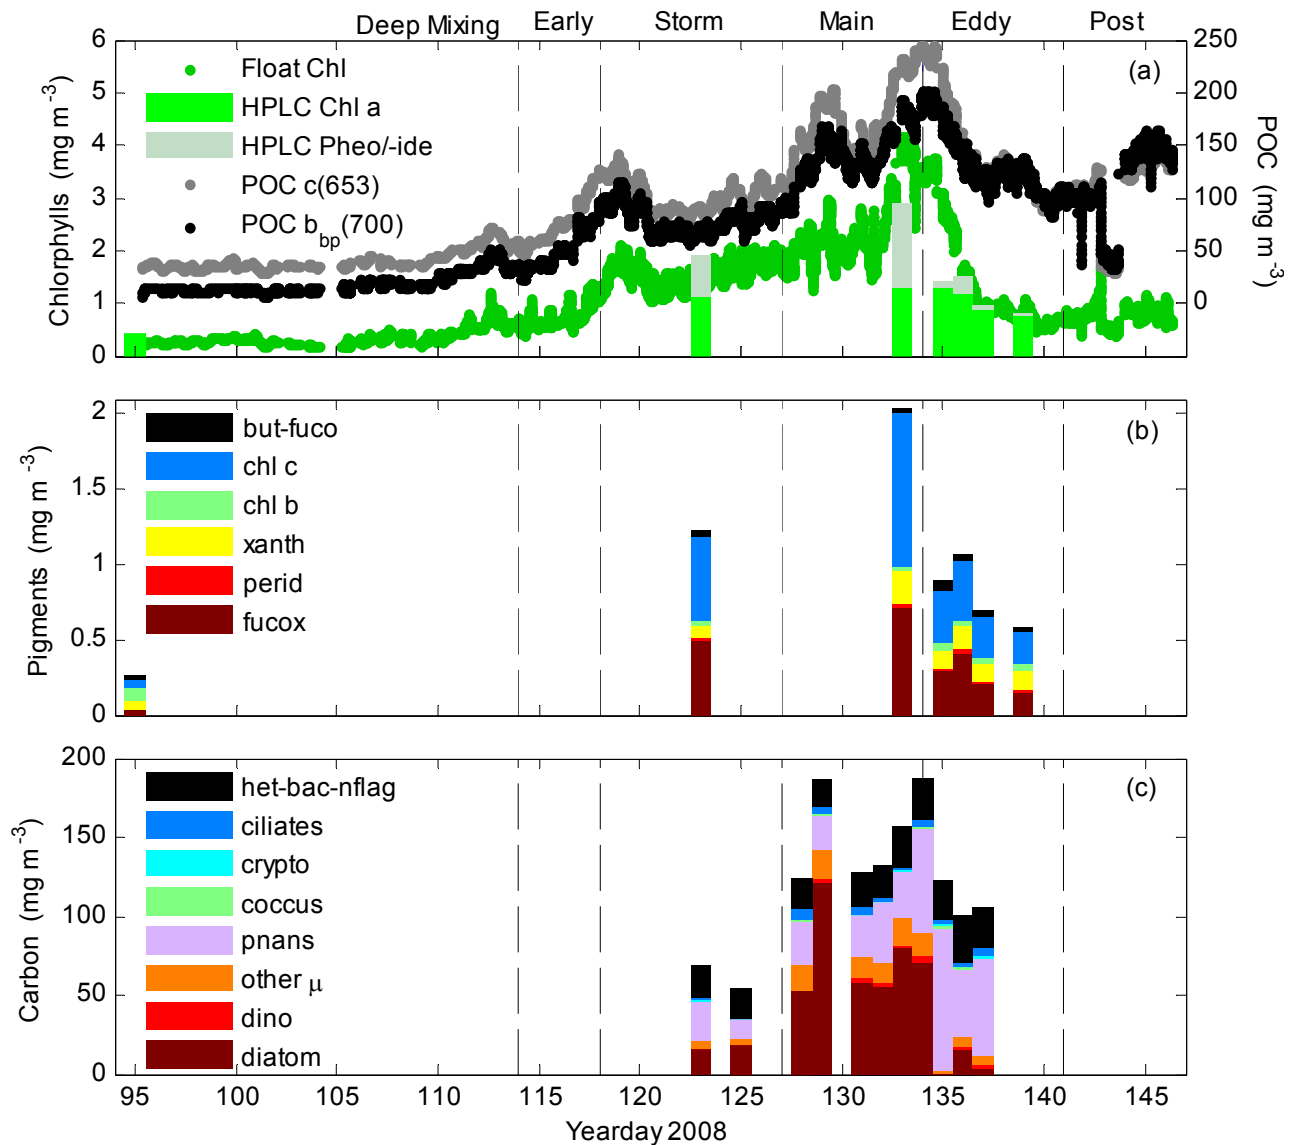 Deep Mixing Early Storm Main Eddy Post
(a)
Float Chl
HPLC Chl a
HPLC Pheo/-ide
POC c(653)
POC b_bp(700)
Chlorophylls (mg m⁻³)
6
5
4
3
2
1
0
POC (mg m⁻³)
250
200
150
100
50
0
(b)
but-fuco
chl c
chl b
xanth
perid
fucox
Pigments (mg m⁻³)
2
1.5
1
0.5
0
(c)
het-bac-nflag
ciliates
crypto
coccus
pnans
other μ
dino
diatom
Carbon (mg m⁻³)
200
150
100
50
0
95 100 105 110 115 120 125 130 135 140 145
Yearday 2008